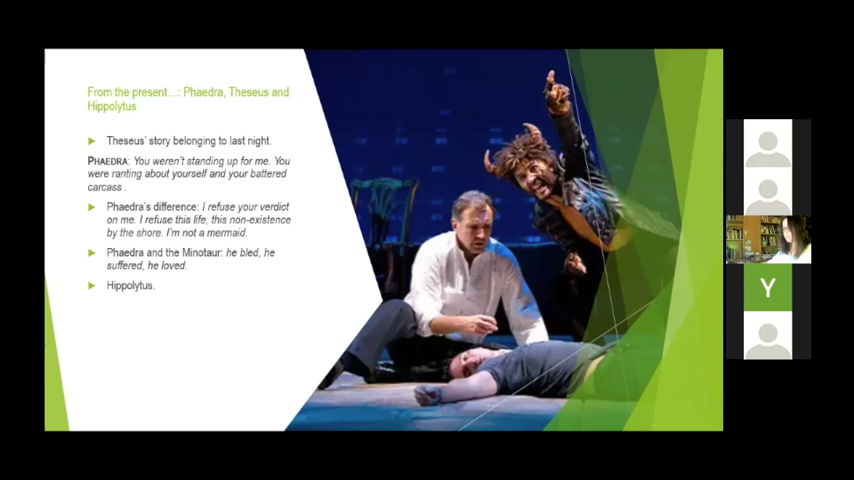 From the present…: Phaedra, Theseus and
Hippolytus
Theseus' story belonging to last night.
PHAEDRA: You weren't standing up for me. You
were ranting about yourself and your battered
carcass .
Phaedra's difference: I refuse your verdict
on me. I refuse this life, this non-existence
by the shore. I'm not a mermaid.
Phaedra and the Minotaur: he bled, he
suffered, he loved.
Hippolytus.
Y